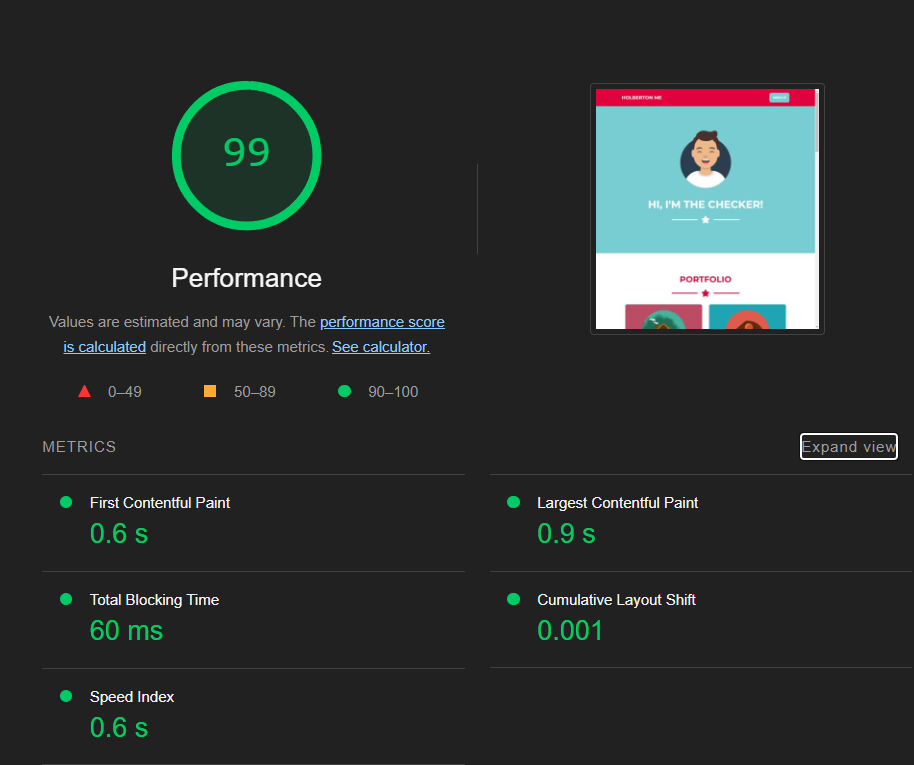 99
Performance
Values are estimated and may vary. The performance score
is calculated directly from these metrics. See calculator.
0–49
50–89
90–100
HOLBERTON ME
HI, I'M THE CHECKER!
PORTFOLIO
METRICS
Expand view
First Contentful Paint
0.6 s
Largest Contentful Paint
0.9 s
Total Blocking Time
60 ms
Cumulative Layout Shift
0.001
Speed Index
0.6 s